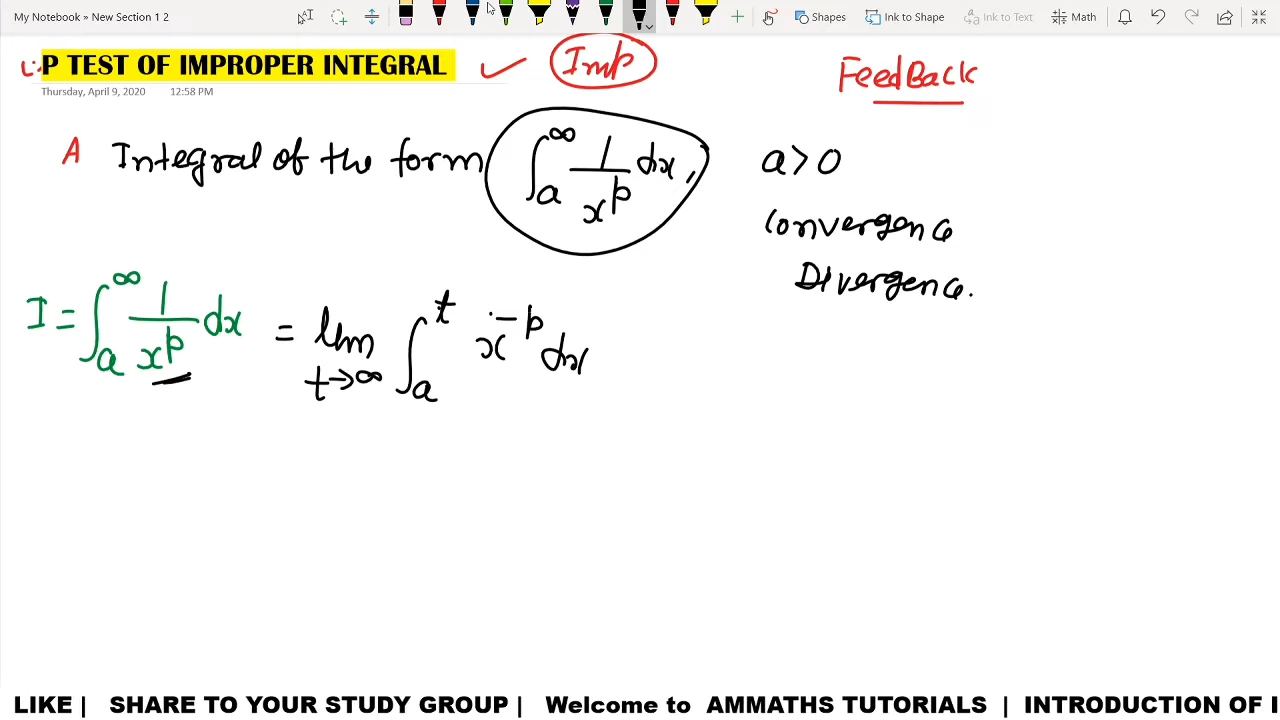 My Notebook » New Section 1 2
Shapes Ink to Shape Ink to Text Math
P TEST OF IMPROPER INTEGRAL Imp FeedBack
Thursday, April 9, 2020 12:58 PM
A Integral of the form ∫_a^∞ 1/x^p dx, a>0
Convergence
Divergence.
I = ∫_a^∞ 1/x^p dx = lim_{t→∞} ∫_a^t x^{-p} dx
LIKE | SHARE TO YOUR STUDY GROUP | Welcome to AMMATHS TUTORIALS | INTRODUCTION OF